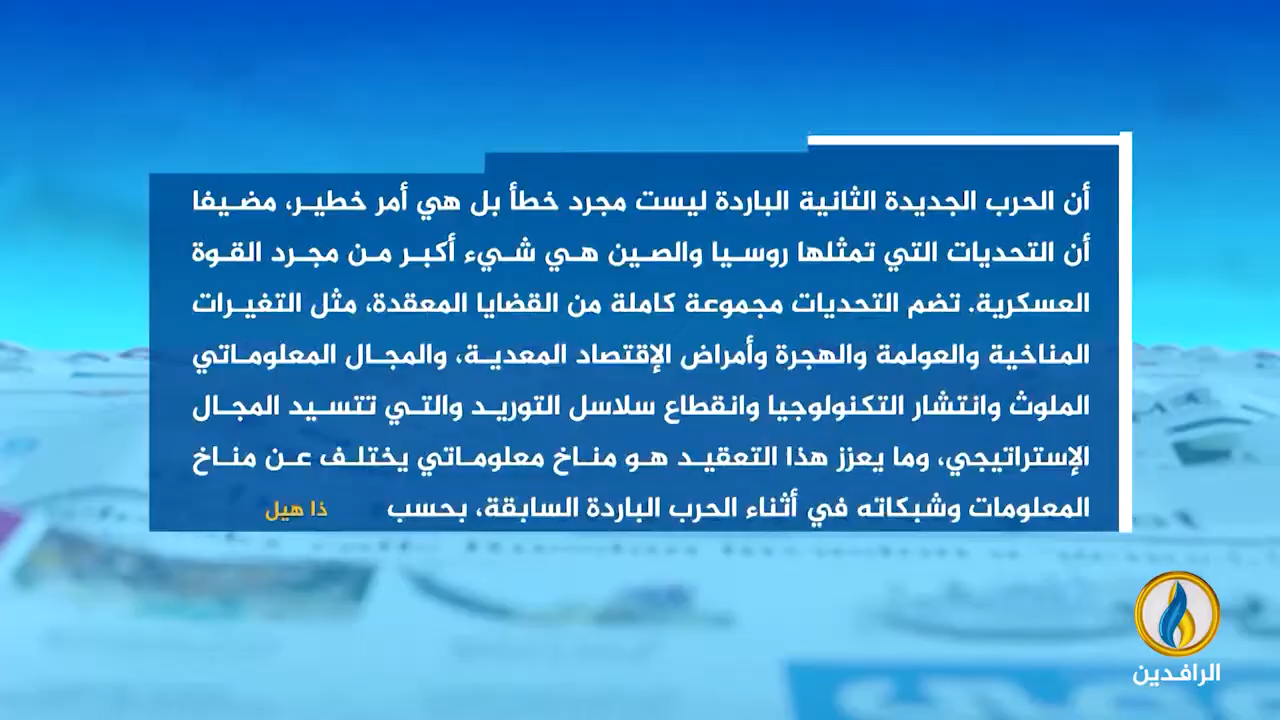 أن الحرب الجديدة الثانية الباردة ليست مجرد خطأ بل هي أمر خطير، مضيفا
أن التحديات التي تمثلها روسيا والصين هي شيء أكبر من مجرد القوة
العسكرية. تضم التحديات مجموعة كاملة من القضايا المعقدة، مثل التغيرات
المناخية والعولمة والهجرة وأمراض الإقتصاد المعدية، والمجال المعلوماتي
الملوث وانتشار التكنولوجيا وانقطاع سلاسل التوريد والتي تتسيد المجال
الإستراتيجي، وما يعزز هذا التعقيد هو مناخ معلوماتي يختلف عن مناخ
المعلومات وشبكاته في أثناء الحرب الباردة السابقة، بحسب ذا هيل
الرافدين